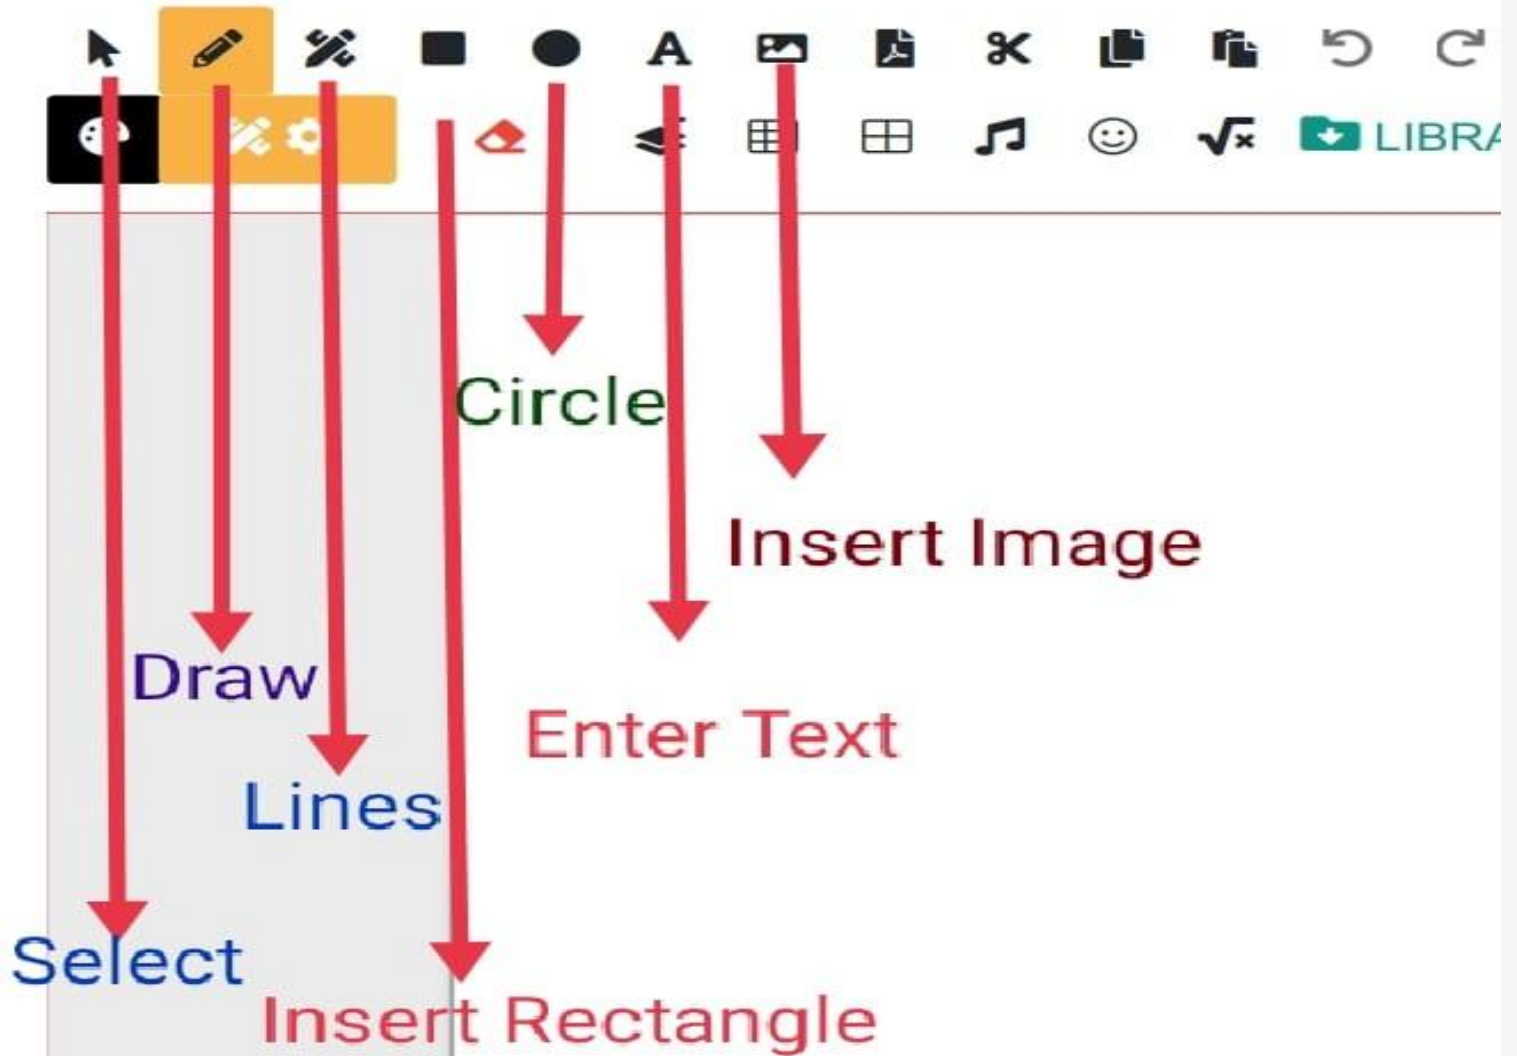 A
LIBRA
Circle
Insert Image
Draw
Enter Text
Lines
Select
Insert Rectangle